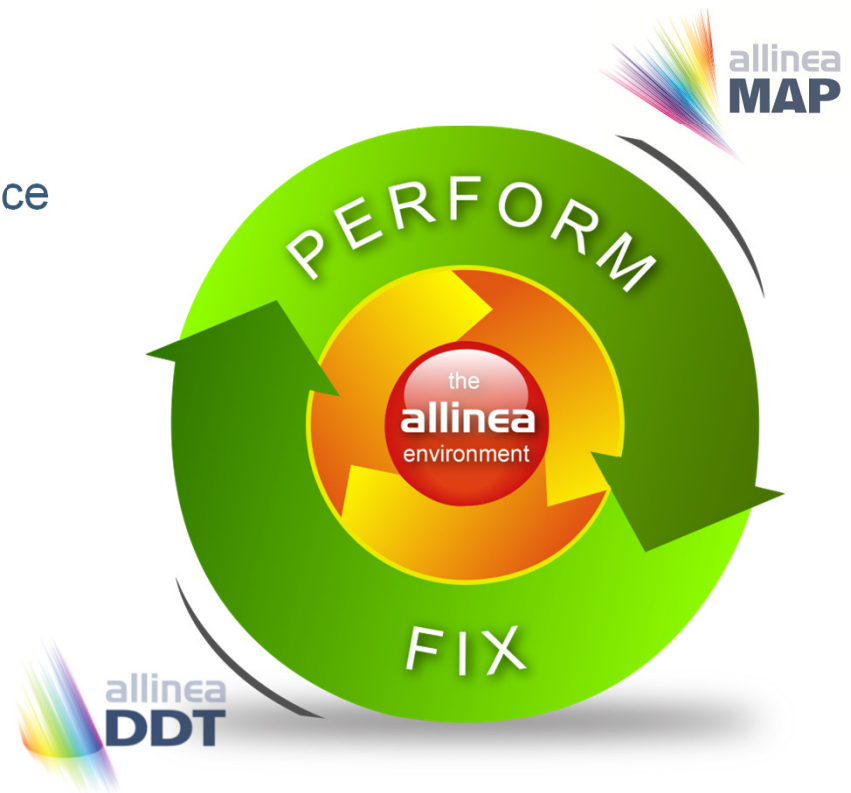 allinea
MAP
ce
PERFORM
the
allinea
environment
FIX
allinea
DDT